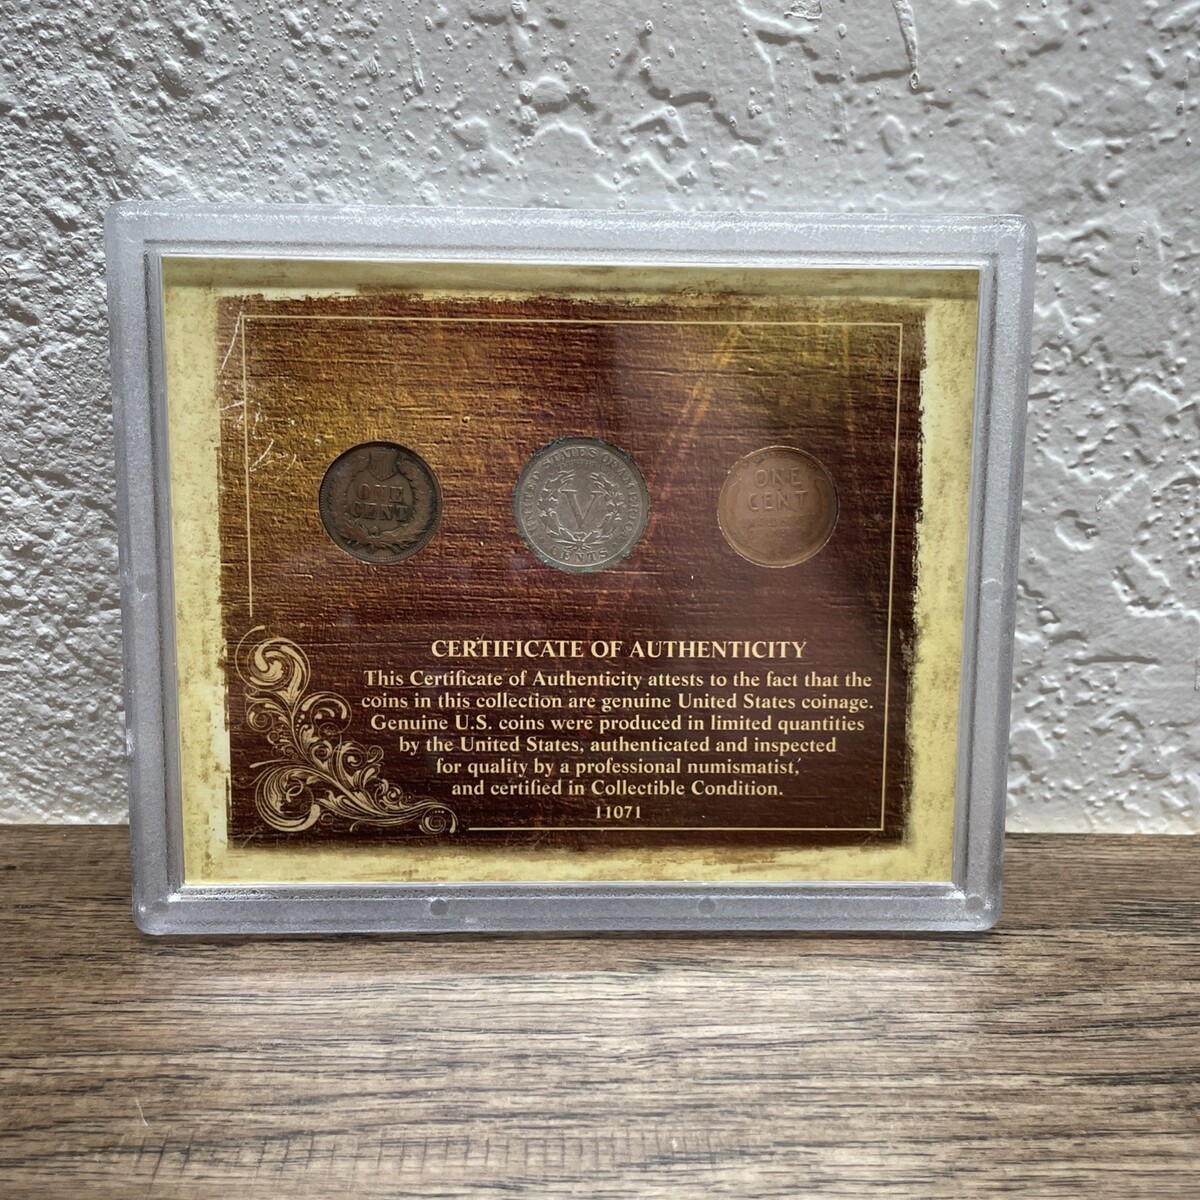 ONE
CENT
UNITED STATES OF AMERICA
V
CENTS
ONE
CENT
CERTIFICATE OF AUTHENTICITY
This Certificate of Authenticity attests to the fact that the
coins in this collection are genuine United States coinage.
Genuine U.S. coins were produced in limited quantities
by the United States, authenticated and inspected
for quality by a professional numismatist,
and certified in Collectible Condition.
11071